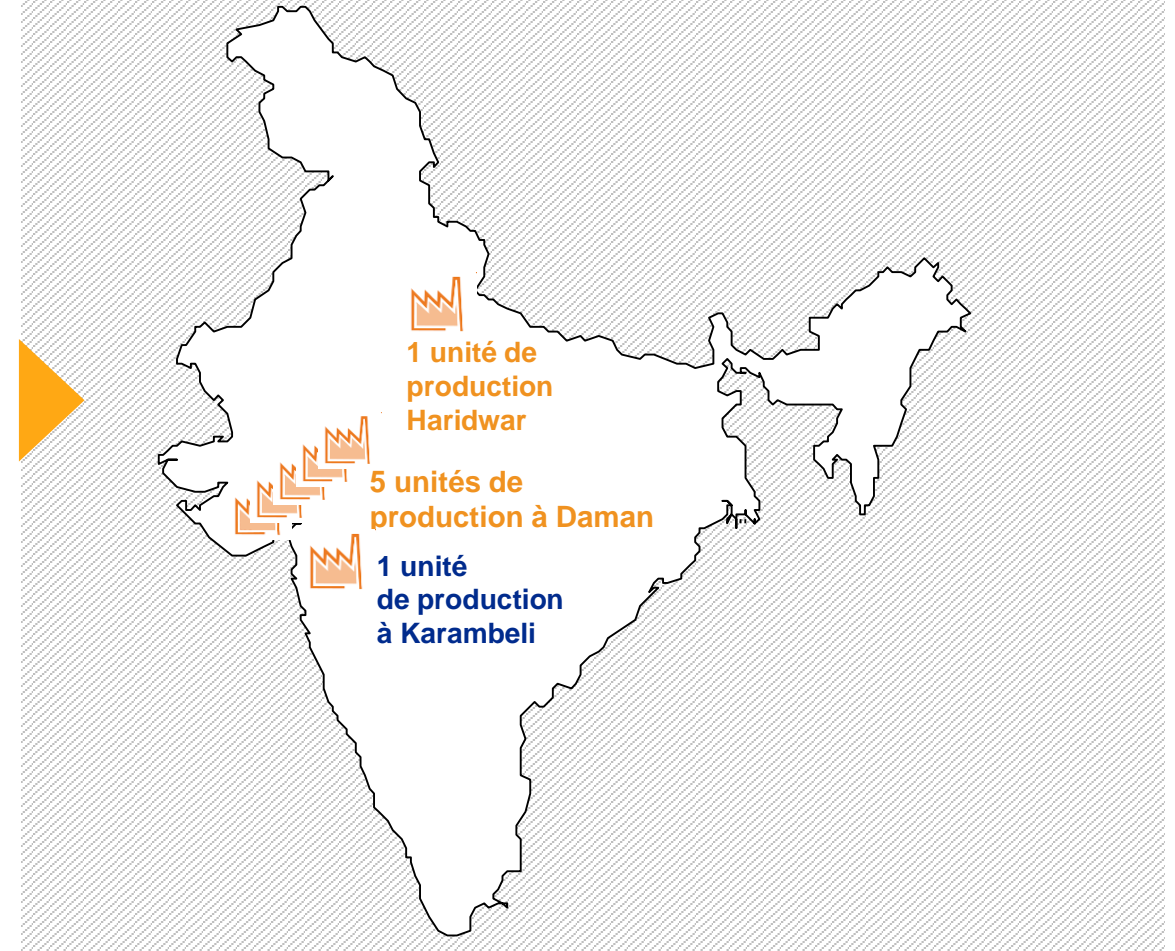 1 unité de
production
Haridwar
5 unités de
production à Daman
1 unité
de production
à Karambeli